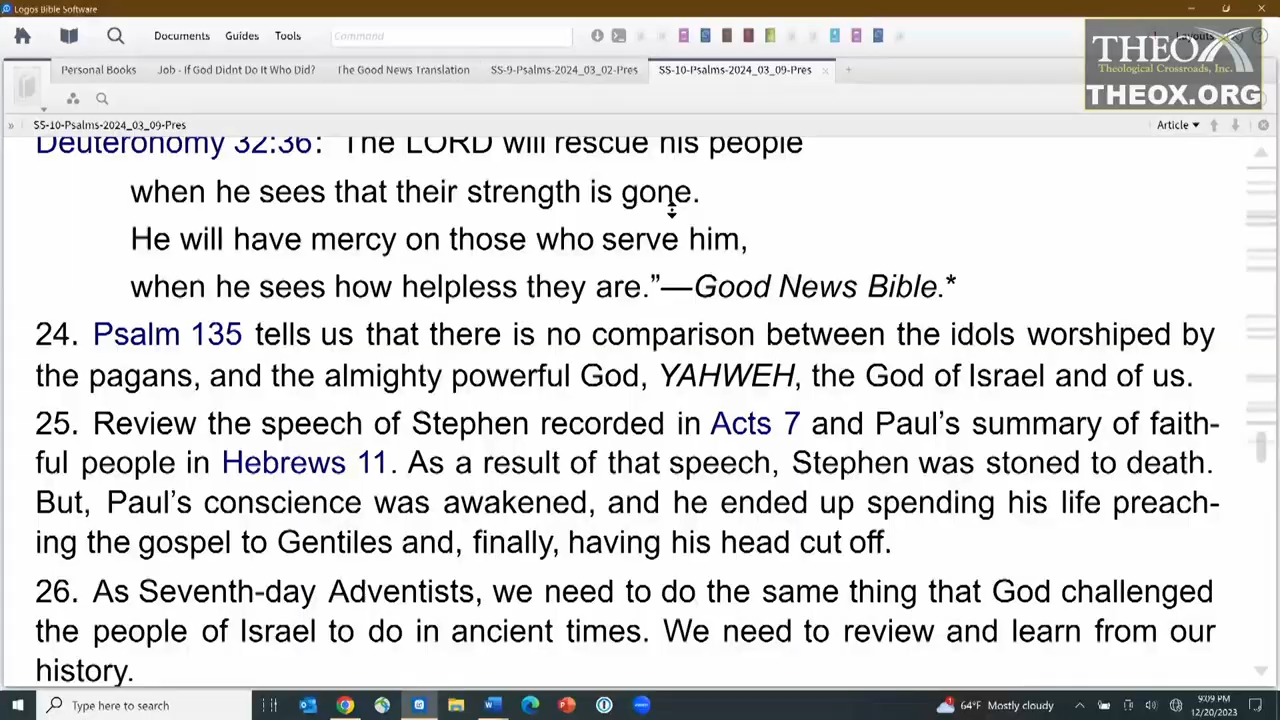 Logos Bible Software
Documents Guides Tools Command Layouts
THEOX
Theological Crossroads, Inc.
THEOX.ORG
Personal Books Job - If God Didnt Do It Who Did? The Good News Tra SS-09-Psalms-2024_03_02-Pres SS-10-Psalms-2024_03_09-Pres
» SS-10-Psalms-2024_03_09-Pres Article
Deuteronomy 32:36: “The LORD will rescue his people
when he sees that their strength is gone.
He will have mercy on those who serve him,
when he sees how helpless they are.”—Good News Bible.*
24. Psalm 135 tells us that there is no comparison between the idols worshiped by
the pagans, and the almighty powerful God, YAHWEH, the God of Israel and of us.
25. Review the speech of Stephen recorded in Acts 7 and Paul’s summary of faith-
ful people in Hebrews 11. As a result of that speech, Stephen was stoned to death.
But, Paul’s conscience was awakened, and he ended up spending his life preach-
ing the gospel to Gentiles and, finally, having his head cut off.
26. As Seventh-day Adventists, we need to do the same thing that God challenged
the people of Israel to do in ancient times. We need to review and learn from our
history.
Type here to search 64°F Mostly cloudy 9:09 PM
12/20/2023